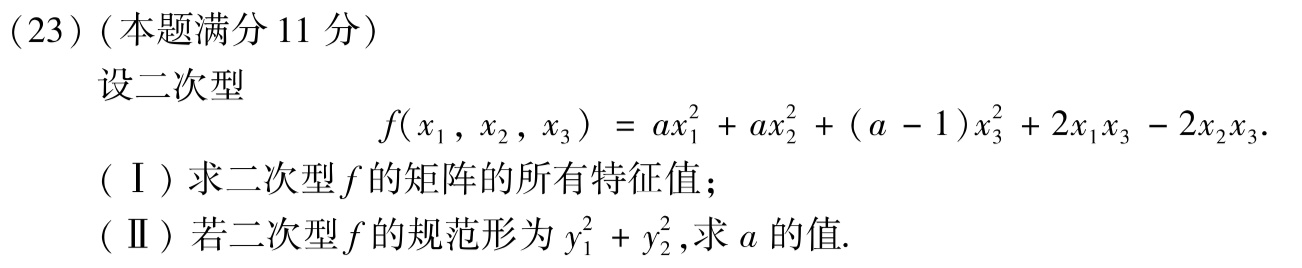 (23) (本题满分 11 分)
设二次型
f(x₁, x₂, x₃) = ax₁² + ax₂² + (a − 1)x₃² + 2x₁x₃ − 2x₂x₃.
(Ⅰ) 求二次型 f 的矩阵的所有特征值;
(Ⅱ) 若二次型 f 的规范形为 y₁² + y₂²,求 a 的值.